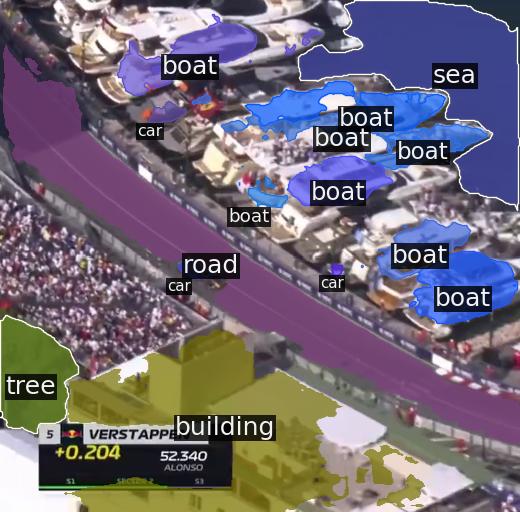 boat
sea
boat
car
boat
boat
boat
boat
boat
road
car
car
boat
tree
building
5 VERSTAPPEN
+0.204
52.340
ALONSO
S1
S3